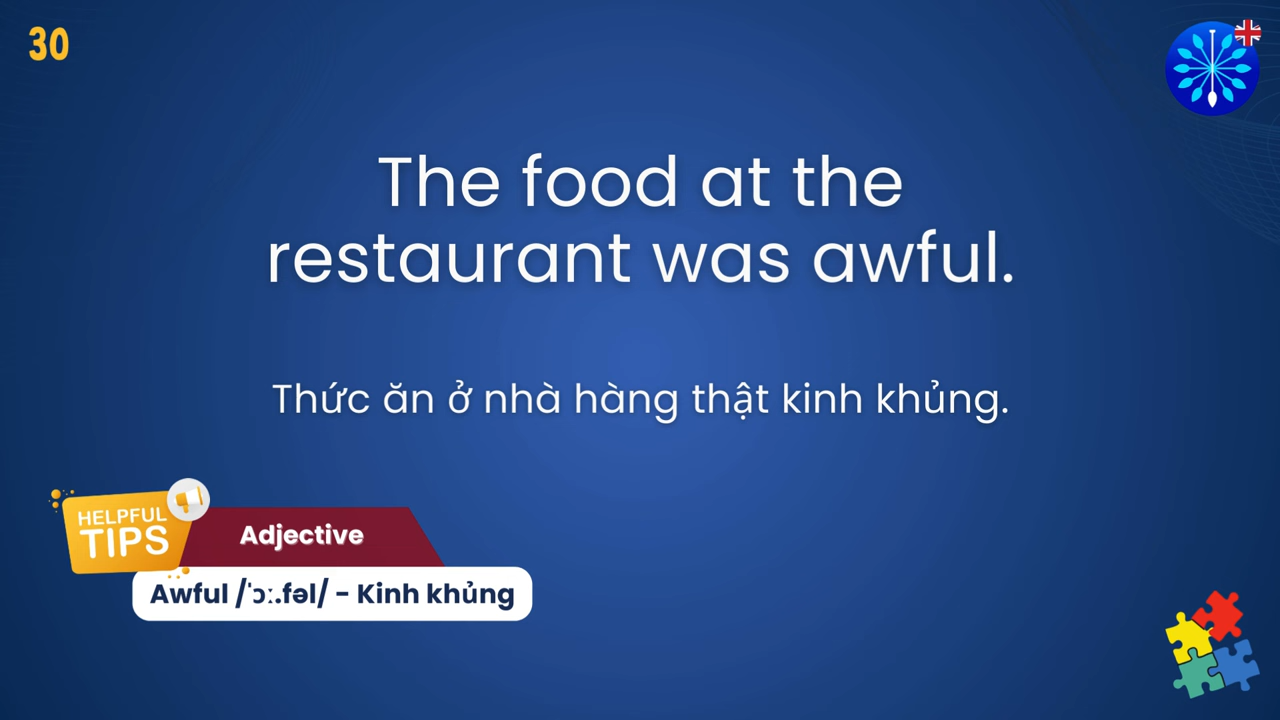 30
The food at the
restaurant was awful.
Thức ăn ở nhà hàng thật kinh khủng.
HELPFUL
TIPS
Adjective
Awful /ˈɔː.fəl/ - Kinh khủng